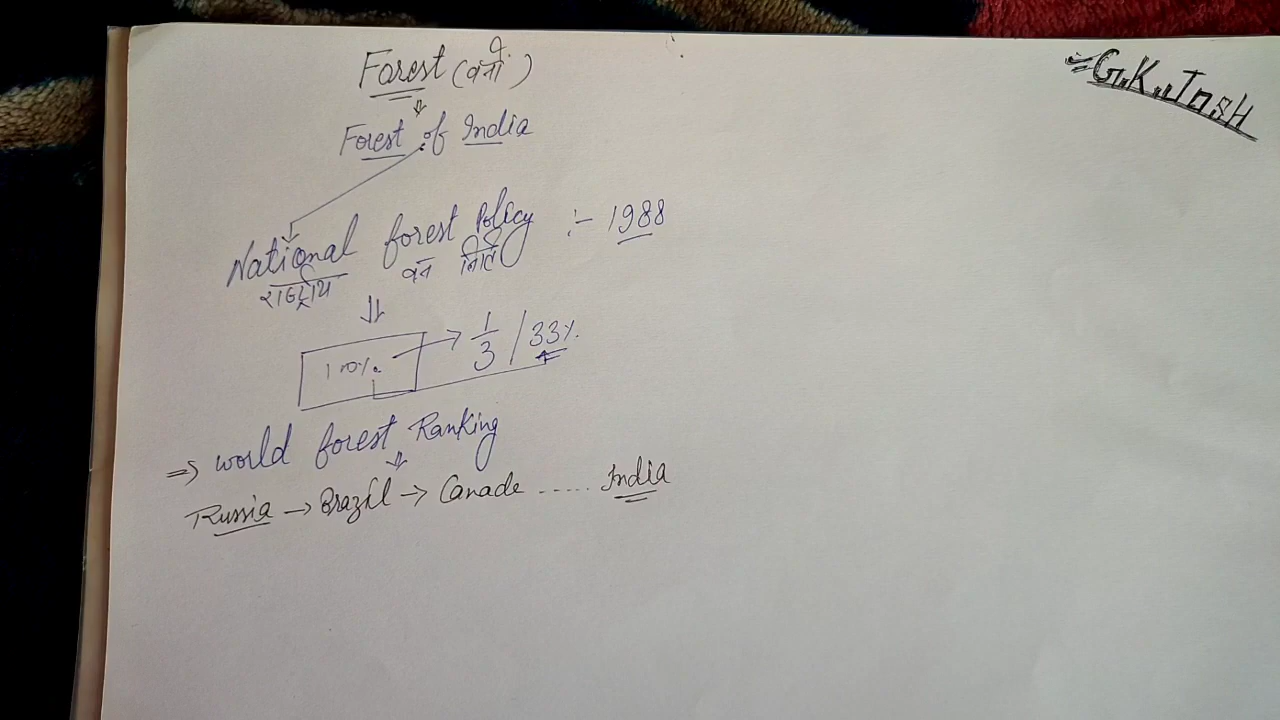 Forest (वनो)
G.K. Josh
Forest of India
National forest Policy :- 1988
राष्ट्रीय वन निति
100% → 1/3 / 33%
⇒ world forest Ranking
Russia → Brazil → Canade ...... India